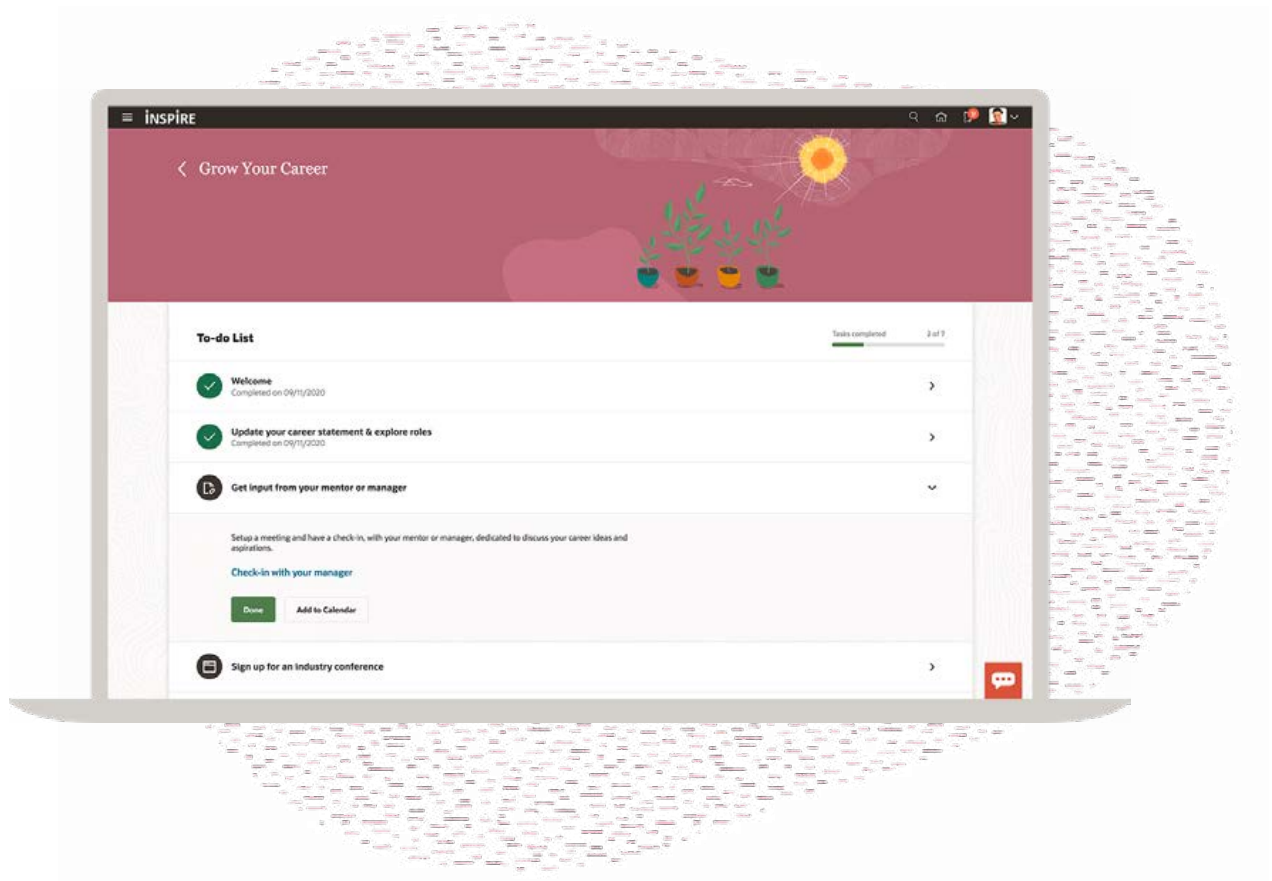 iNSPiRE
Grow Your Career
To-do List
Tasks completed 2 of 7
Welcome
Completed on 09/11/2020
Update your career statement & explore roles
Completed on 09/11/2020
Get input from your mentor or manager
Setup a meeting and have a check-in, with your mentor or manager, dedicated to discuss your career ideas and
aspirations.
Check-in with your manager
Done Add to Calendar
Sign up for an industry conference